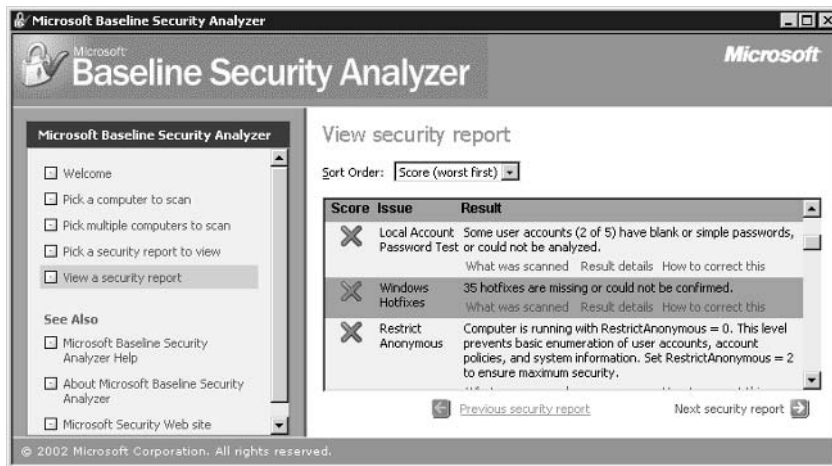 Microsoft Baseline Security Analyzer
Microsoft
Baseline Security Analyzer
Microsoft
Microsoft Baseline Security Analyzer
Welcome
Pick a computer to scan
Pick multiple computers to scan
Pick a security report to view
View a security report
See Also
Microsoft Baseline Security
Analyzer Help
About Microsoft Baseline Security
Analyzer
Microsoft Security Web site
View security report
Sort Order: Score (worst first)
Score Issue Result
Local Account Some user accounts (2 of 5) have blank or simple passwords,
Password Test or could not be analyzed.
What was scanned Result details How to correct this
Windows 35 hotfixes are missing or could not be confirmed.
Hotfixes What was scanned Result details How to correct this
Restrict Computer is running with RestrictAnonymous = 0. This level
Anonymous prevents basic enumeration of user accounts, account
policies, and system information. Set RestrictAnonymous = 2
to ensure maximum security.
Previous security report Next security report
© 2002 Microsoft Corporation. All rights reserved.